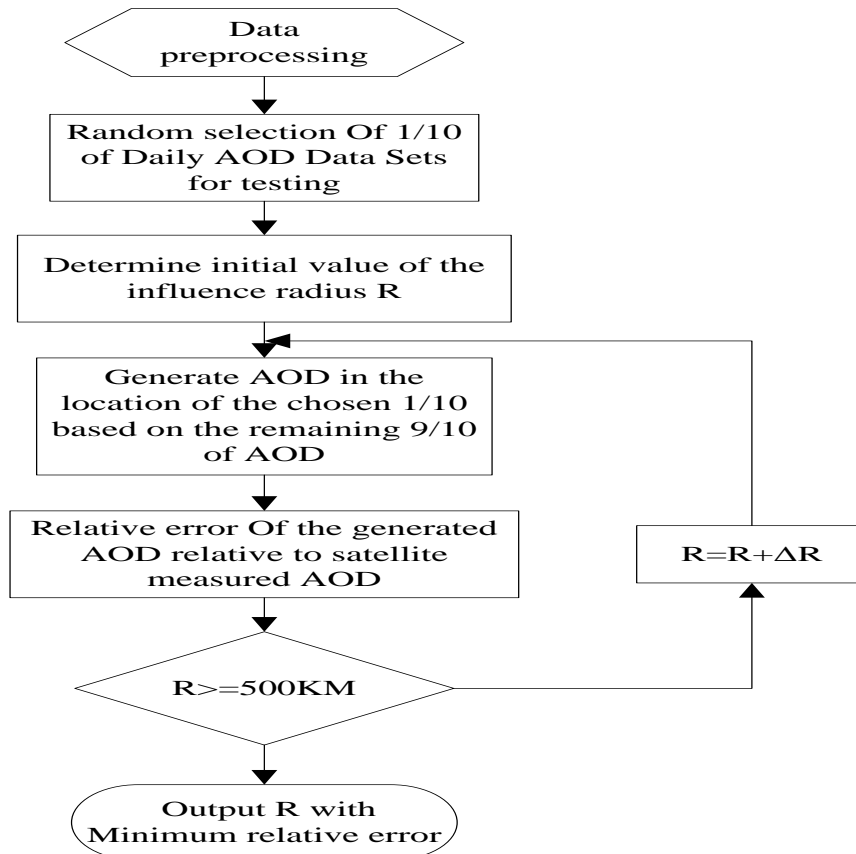 Data
preprocessing
Random selection Of 1/10
of Daily AOD Data Sets
for testing
Determine initial value of the
influence radius R
Generate AOD in the
location of the chosen 1/10
based on the remaining 9/10
of AOD
Relative error Of the generated
AOD relative to satellite
measured AOD
R=R+ΔR
R>=500KM
Output R with
Minimum relative error